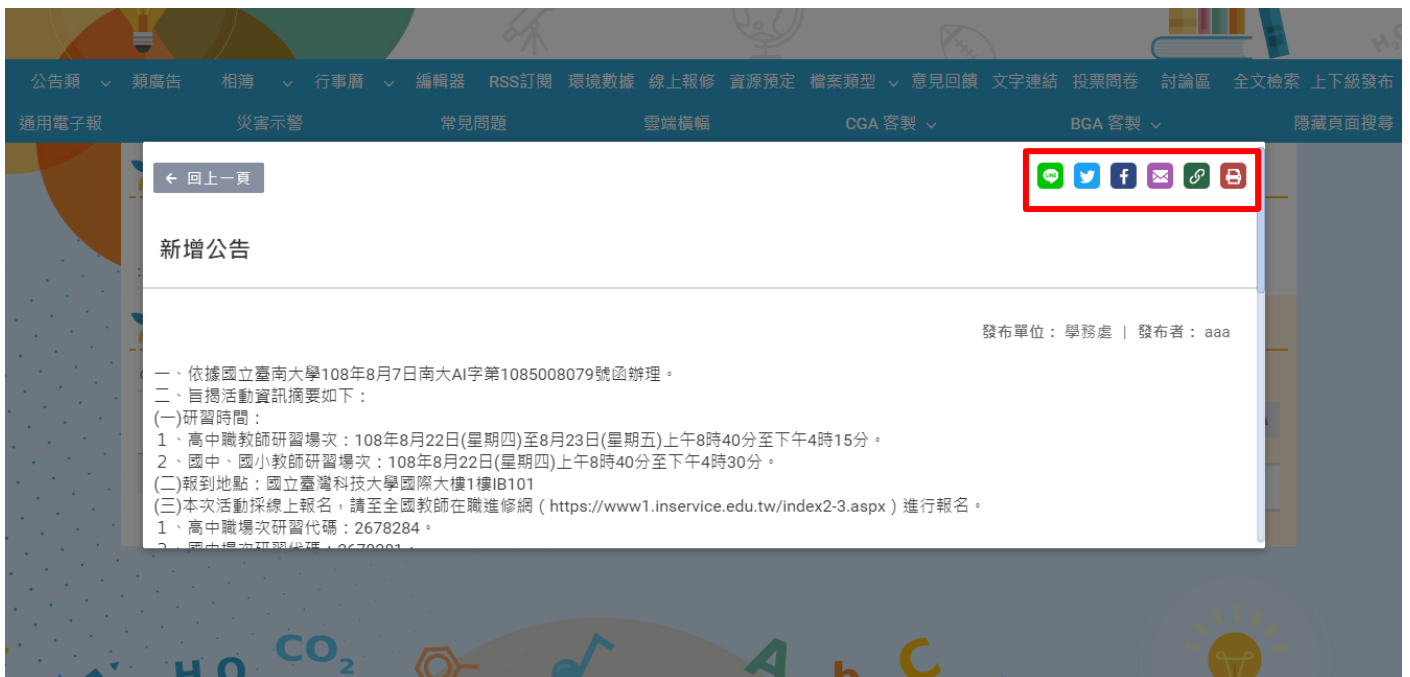 公告類 類廣告 相簿 行事曆 編輯器 RSS訂閱 環境數據 線上報修 資源預定 檔案類型 意見回饋 文字連結 投票問卷 討論區 全文檢索 上下級發布
通用電子報 災害示警 常見問題 雲端橫幅 CGA 客製 BGA 客製 隱藏頁面搜尋
回上一頁
LINE
新增公告
發布單位： 學務處 | 發布者： aaa
一、依據國立臺南大學108年8月7日南大AI字第1085008079號函辦理。
二、旨揭活動資訊摘要如下：
(一)研習時間：
１、高中職教師研習場次：108年8月22日(星期四)至8月23日(星期五)上午8時40分至下午4時15分。
２、國中、國小教師研習場次：108年8月22日(星期四)上午8時40分至下午4時30分。
(二)報到地點：國立臺灣科技大學國際大樓1樓IB101
(三)本次活動採線上報名，請至全國教師在職進修網（https://www1.inservice.edu.tw/index2-3.aspx）進行報名。
１、高中職場次研習代碼：2678284。
２、國中場次研習代碼：2678281。
H₂
H O
CO₂
A
b
C